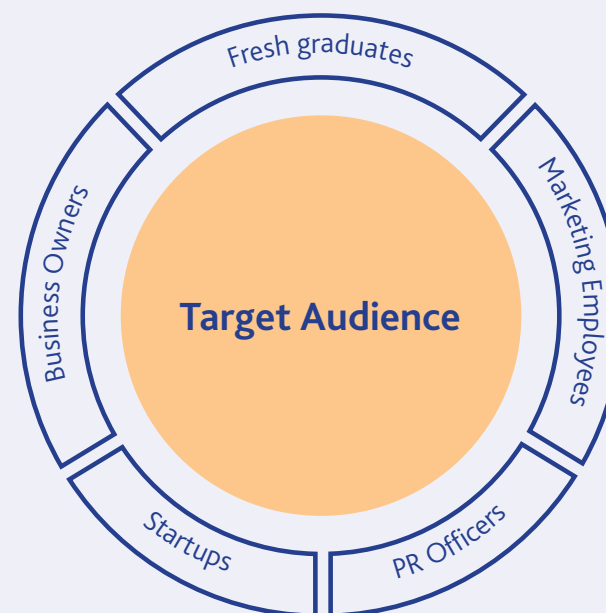 Fresh graduates
Marketing Employees
PR Officers
Startups
Business Owners
Target Audience